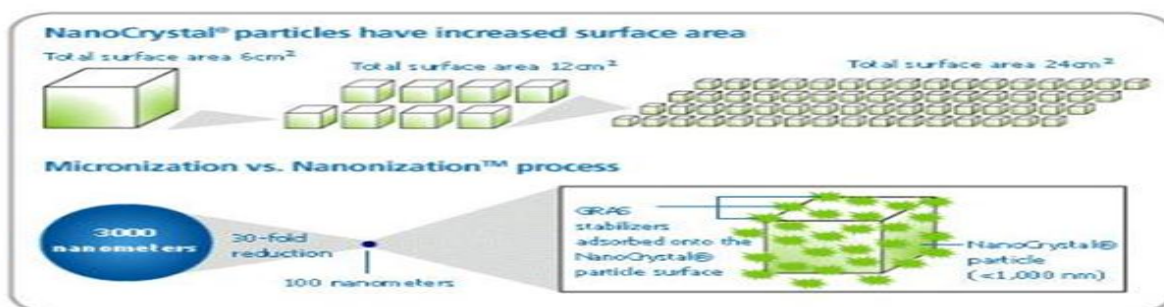 NanoCrystal® particles have increased surface area
Total surface area 6cm²
Total surface area 12cm²
Total surface area 24cm²
Micronization vs. Nanonization™ process
3000
nanometers
30-fold
reduction
100 nanometers
GRAS
stabilizers
adsorbed onto the
NanoCrystal®
particle surface
NanoCrystal®
particle
(<1,000 nm)